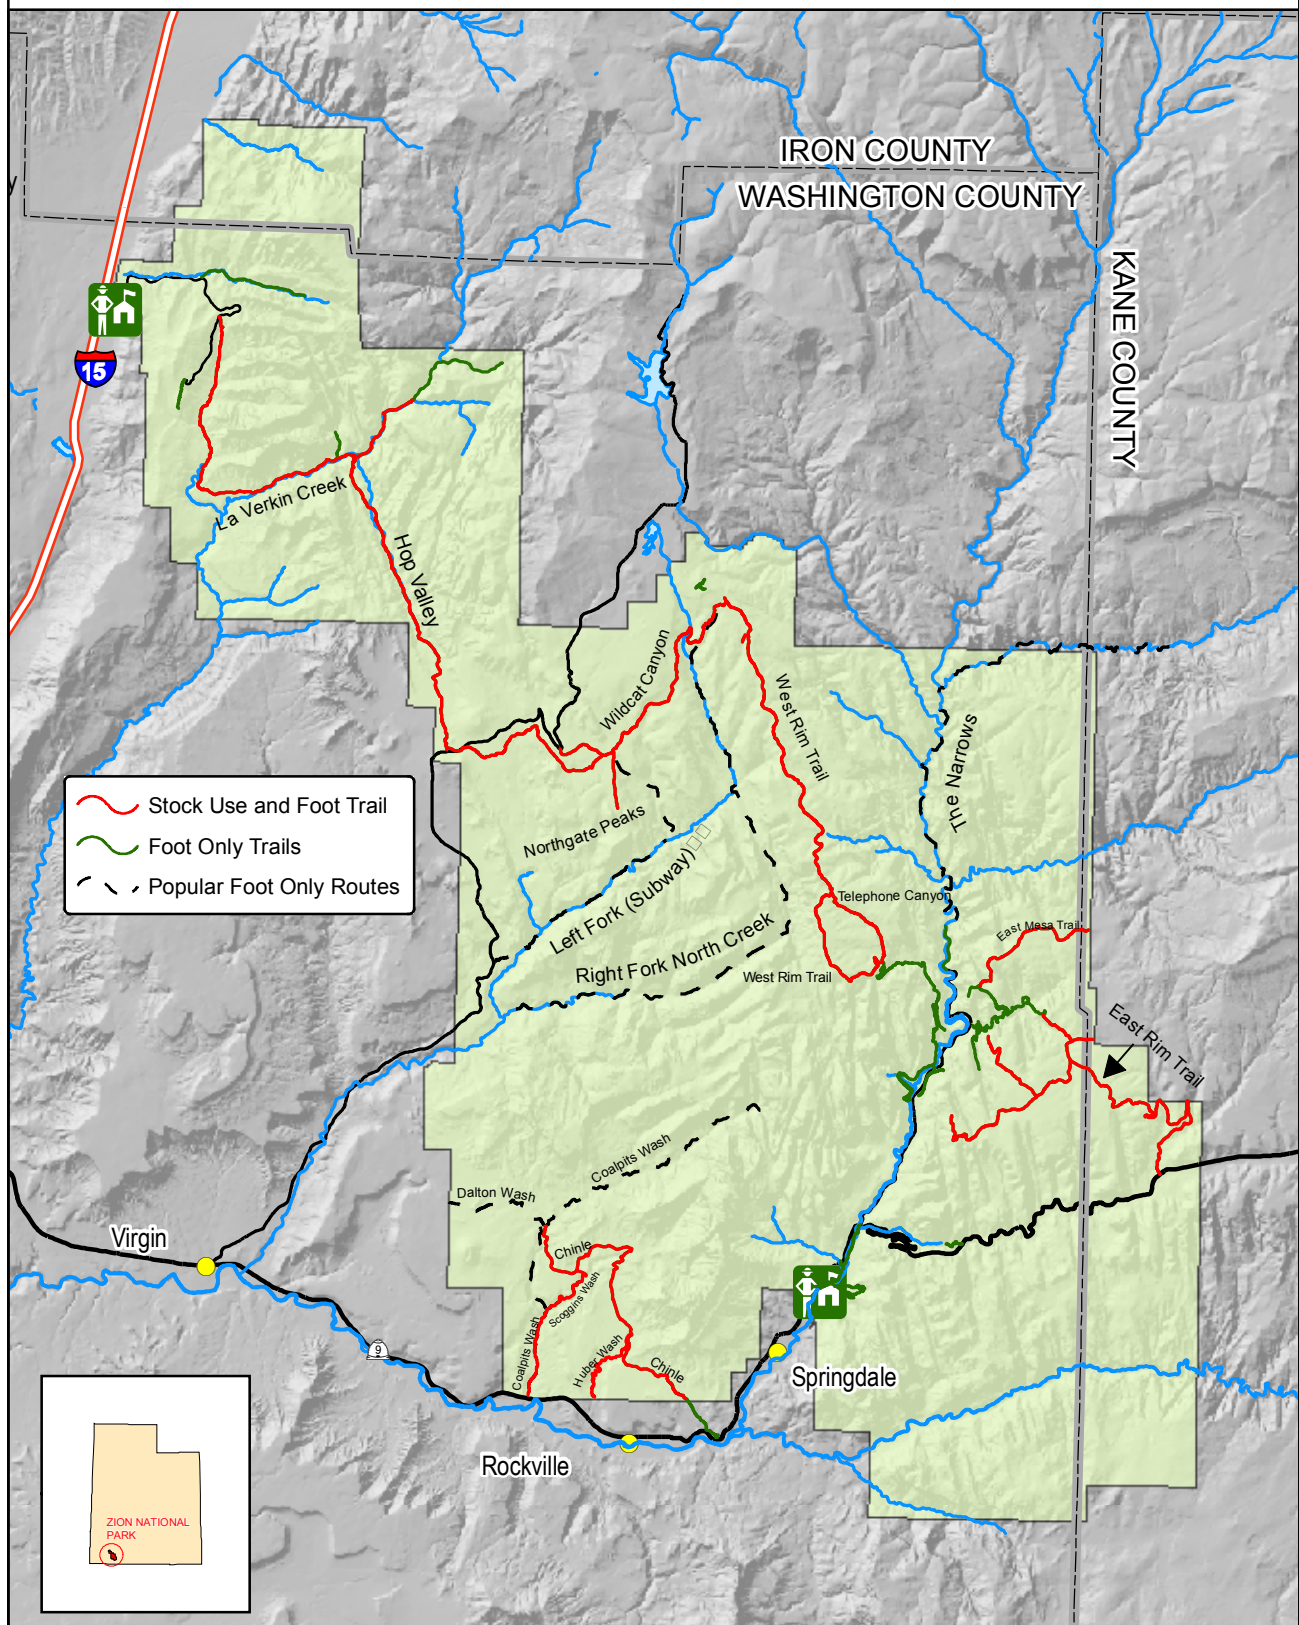 IRON COUNTY
WASHINGTON COUNTY
KANE COUNTY
15
La Verkin Creek
Hop Valley
Wildcat Canyon
West Rim Trail
The Narrows
Stock Use and Foot Trail
Foot Only Trails
Popular Foot Only Routes
Northgate Peaks
Left Fork (Subway)
Telephone Canyon
East Mesa Trail
Right Fork North Creek
West Rim Trail
East Rim Trail
Coalpits Wash
Dalton Wash
Virgin
Chinle
Scoggins Wash
Coalpits Wash
Huber Wash
Chinle
9
Springdale
Rockville
ZION NATIONAL
PARK